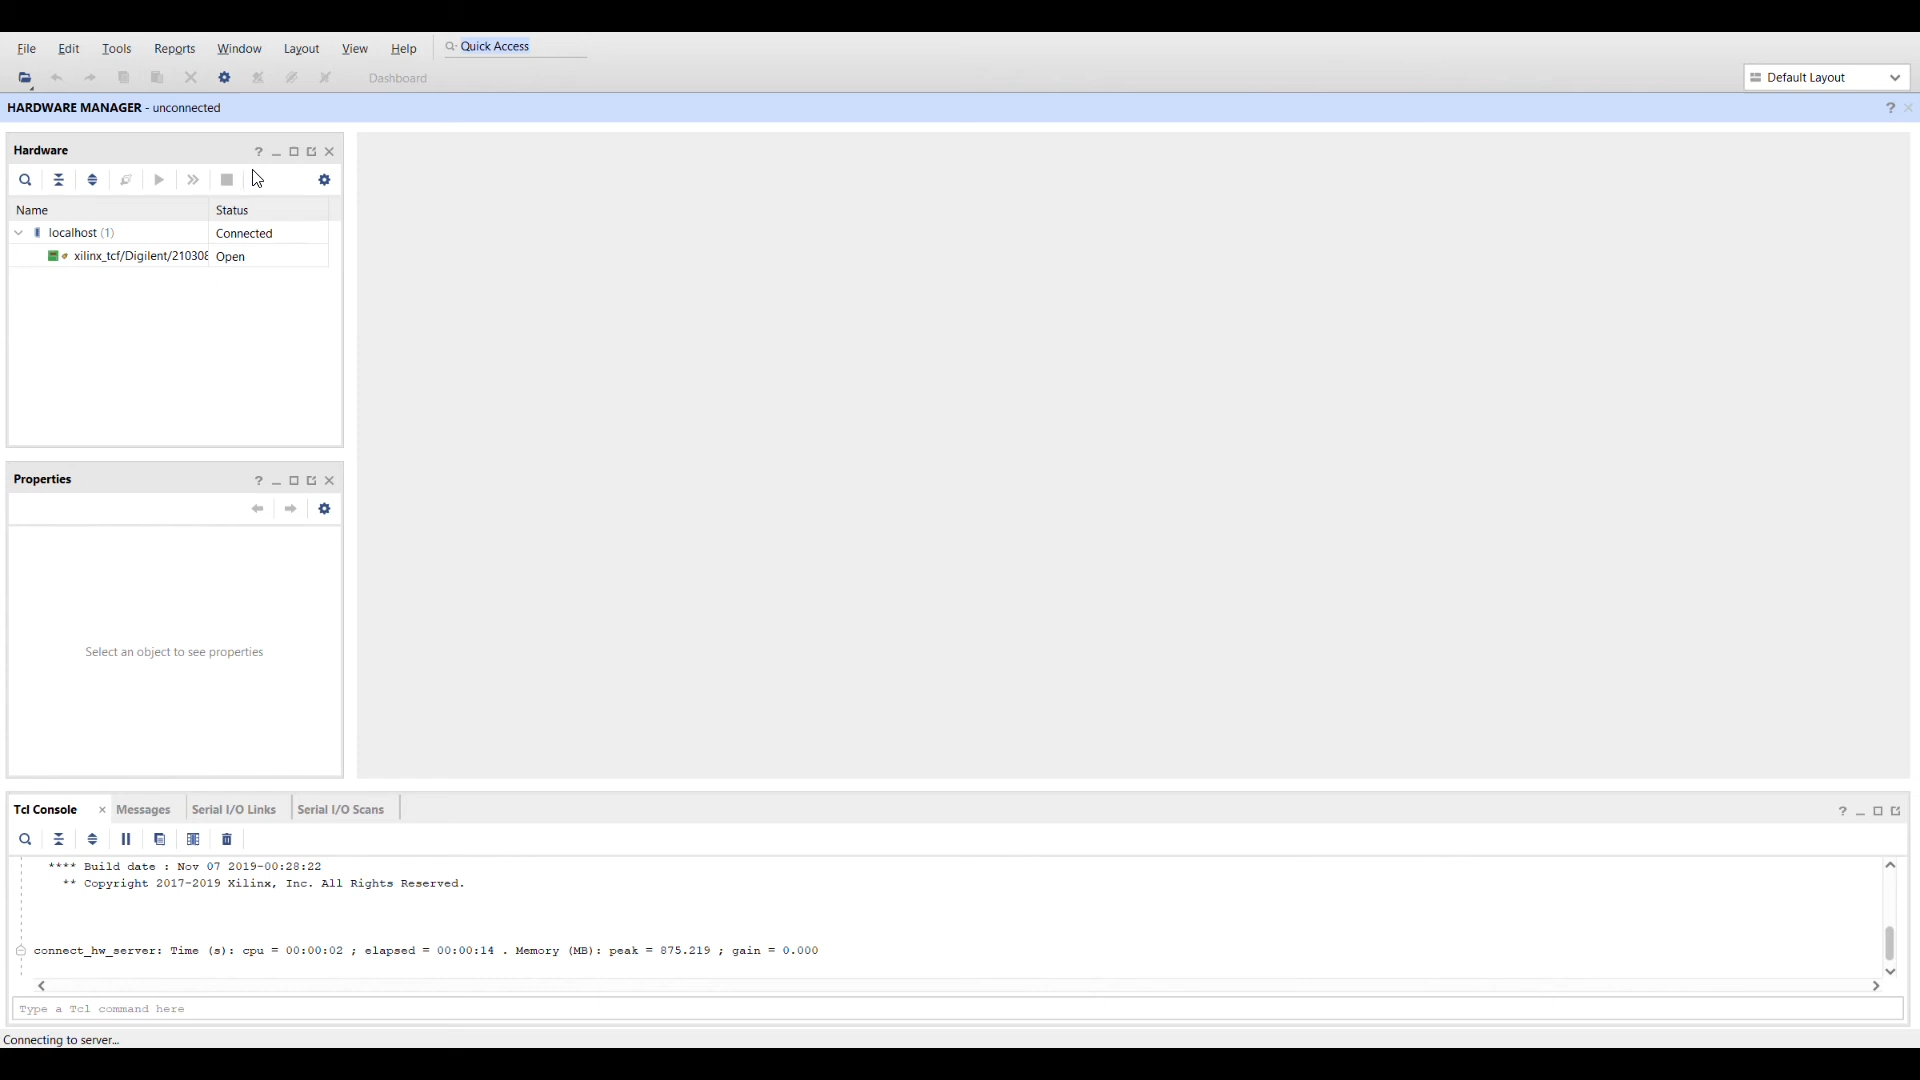 File Edit Tools Reports Window Layout View Help Quick Access
Dashboard Default Layout
HARDWARE MANAGER - unconnected ?
Hardware ?
Name Status
localhost (1) Connected
xilinx_tcf/Digilent/210308 Open
Properties ?
Select an object to see properties
Tcl Console × Messages Serial I/O Links Serial I/O Scans ?
**** Build date : Nov 07 2019-00:28:22
** Copyright 2017-2019 Xilinx, Inc. All Rights Reserved.
connect_hw_server: Time (s): cpu = 00:00:02 ; elapsed = 00:00:14 . Memory (MB): peak = 875.219 ; gain = 0.000
Type a Tcl command here
Connecting to server...